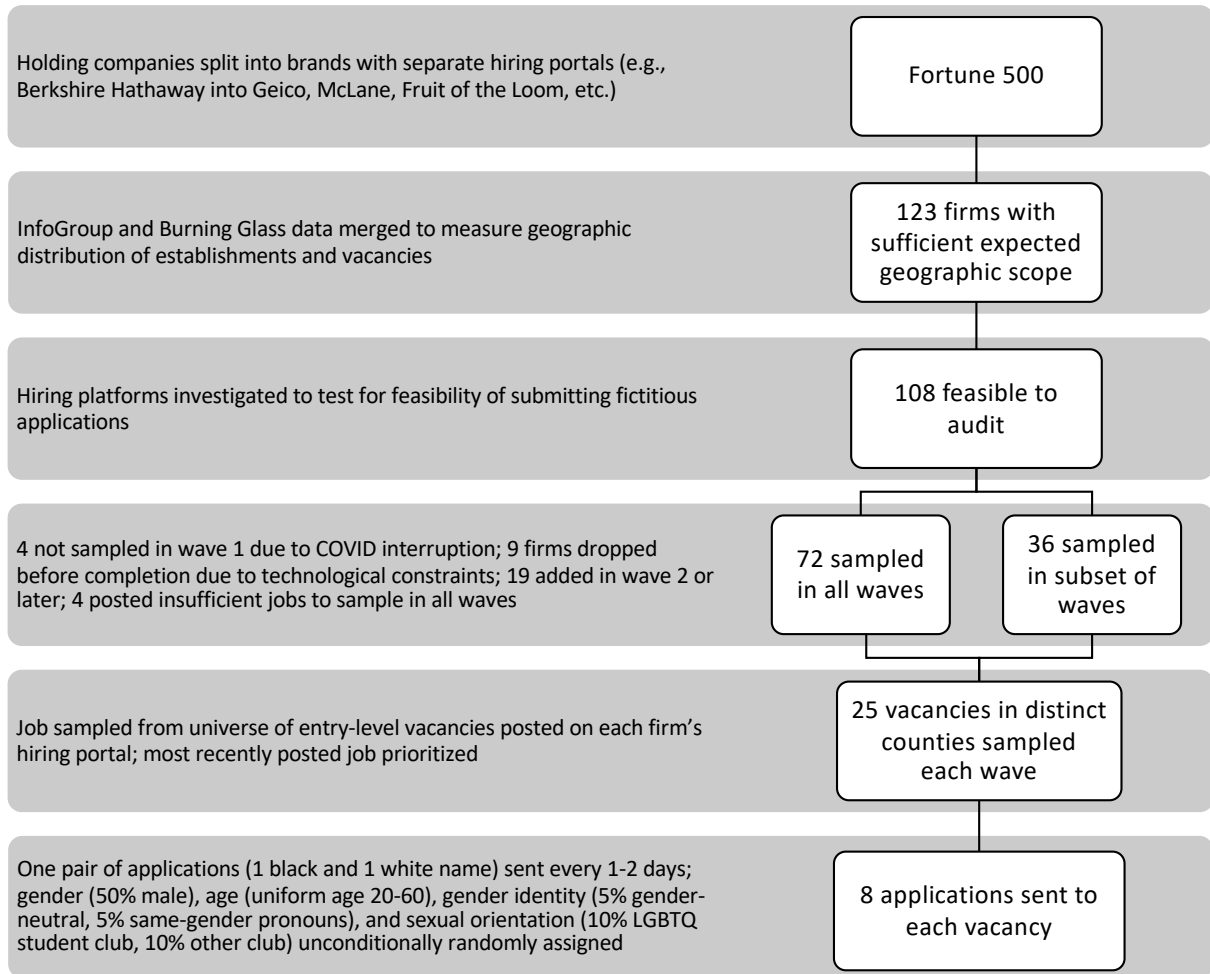 Holding companies split into brands with separate hiring portals (e.g.,
Berkshire Hathaway into Geico, McLane, Fruit of the Loom, etc.)
Fortune 500
InfoGroup and Burning Glass data merged to measure geographic
distribution of establishments and vacancies
123 firms with
sufficient expected
geographic scope
Hiring platforms investigated to test for feasibility of submitting fictitious
applications
108 feasible to
audit
4 not sampled in wave 1 due to COVID interruption; 9 firms dropped
before completion due to technological constraints; 19 added in wave 2 or
later; 4 posted insufficient jobs to sample in all waves
72 sampled
in all waves
36 sampled
in subset of
waves
Job sampled from universe of entry-level vacancies posted on each firm's
hiring portal; most recently posted job prioritized
25 vacancies in distinct
counties sampled
each wave
One pair of applications (1 black and 1 white name) sent every 1-2 days;
gender (50% male), age (uniform age 20-60), gender identity (5% gender-
neutral, 5% same-gender pronouns), and sexual orientation (10% LGBTQ
student club, 10% other club) unconditionally randomly assigned
8 applications sent to
each vacancy